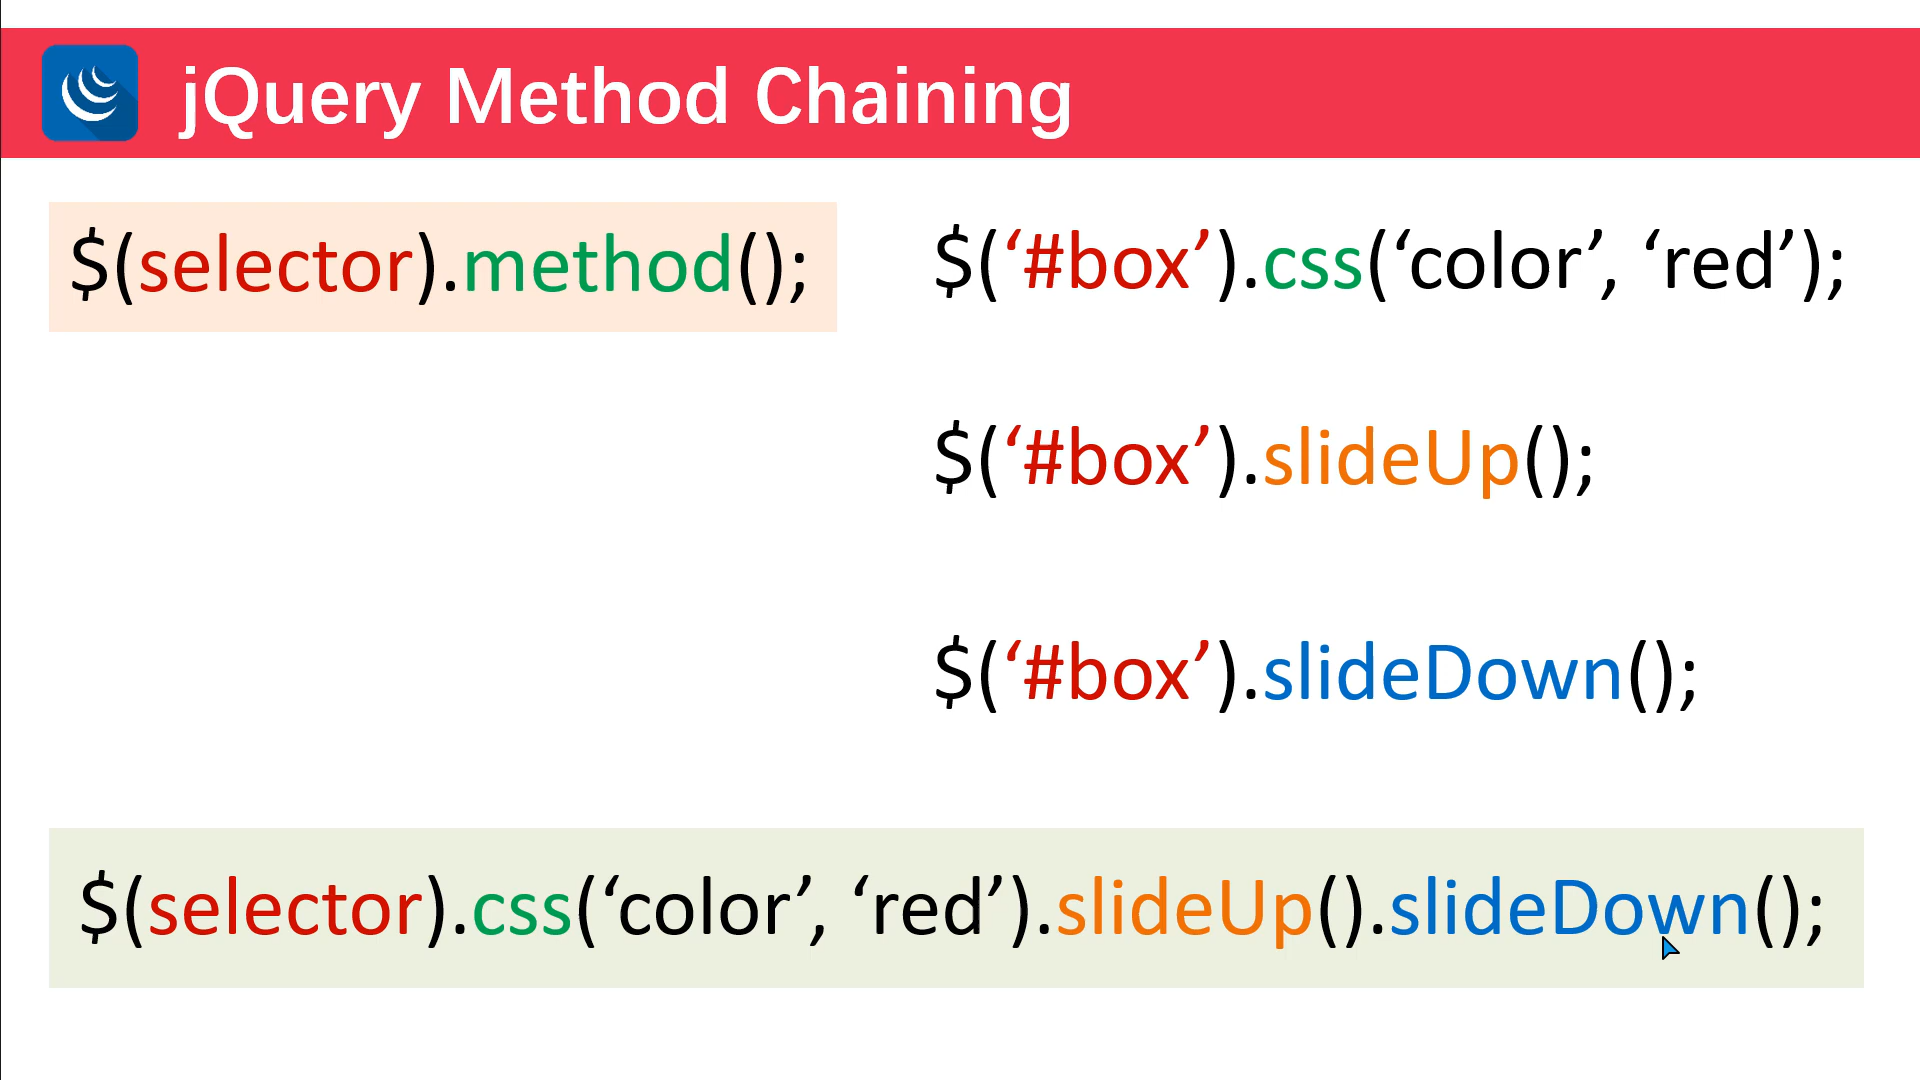 jQuery Method Chaining
$(selector).method();
$(‘#box’).css(‘color’, ‘red’);
$(‘#box’).slideUp();
$(‘#box’).slideDown();
$(selector).css(‘color’, ‘red’).slideUp().slideDown();